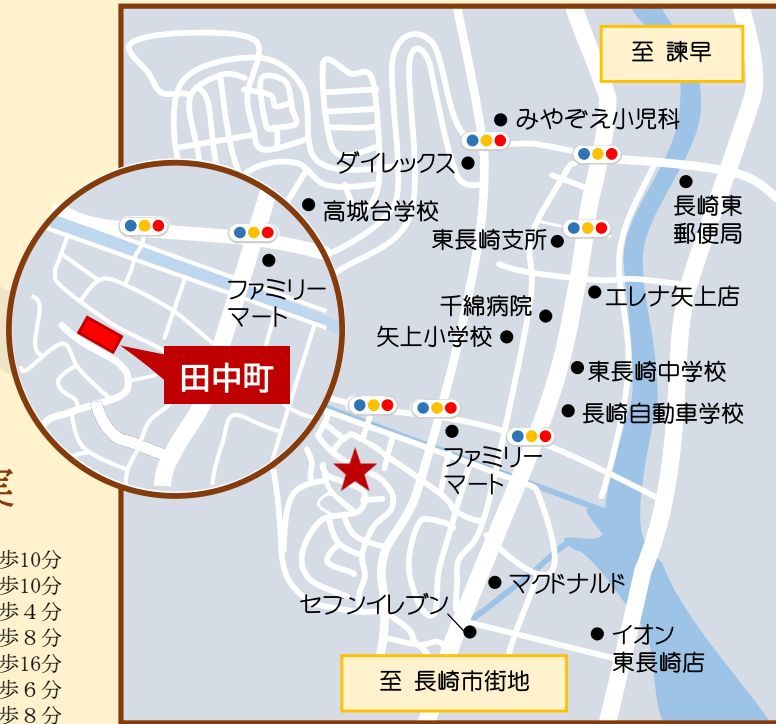 至 諫早
みやぞえ小児科
ダイレックス
長崎東
郵便局
高城台学校
東長崎支所
ファミリー
マート
エレナ矢上店
千綿病院
矢上小学校
田中町
東長崎中学校
長崎自動車学校
ファミリー
マート
実
歩10分
歩10分
歩4分
歩8分
歩16分
歩6分
歩8分
マクドナルド
セブンイレブン
イオン
東長崎店
至 長崎市街地